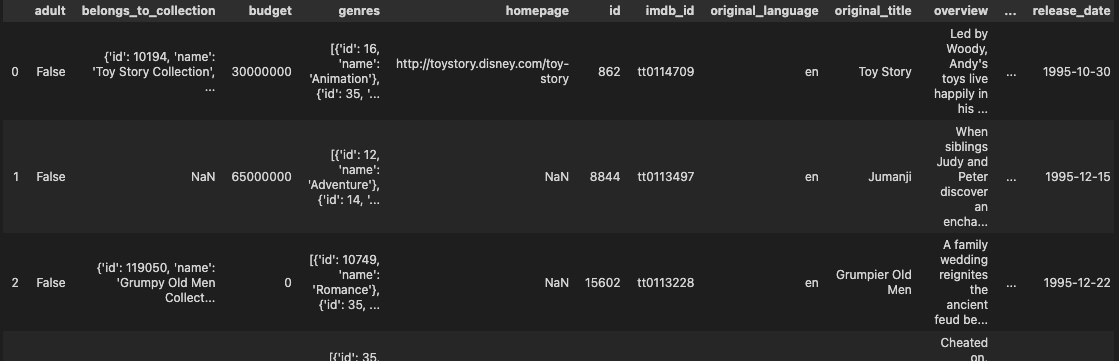 adult belongs_to_collection budget genres homepage id imdb_id original_language original_title overview ... release_date
0 False {'id': 10194, 'name': 'Toy Story Collection', ... 30000000 [{'id': 16, 'name': 'Animation'}, {'id': 35, '... http://toystory.disney.com/toy-story 862 tt0114709 en Toy Story Led by Woody, Andy's toys live happily in his ... ... 1995-10-30
1 False NaN 65000000 [{'id': 12, 'name': 'Adventure'}, {'id': 14, '... NaN 8844 tt0113497 en Jumanji When siblings Judy and Peter discover an encha... ... 1995-12-15
2 False {'id': 119050, 'name': 'Grumpy Old Men Collect... 0 [{'id': 10749, 'name': 'Romance'}, {'id': 35, ... NaN 15602 tt0113228 en Grumpier Old Men A family wedding reignites the ancient feud be... ... 1995-12-22
[{'id': 35, Cheated on,